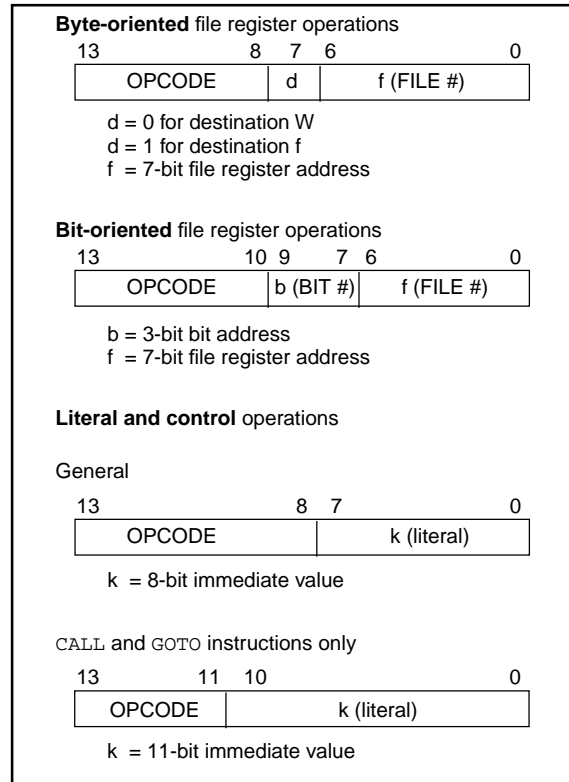 Byte-oriented file register operations
13 8 7 6 0
OPCODE d f (FILE #)
d = 0 for destination W
d = 1 for destination f
f = 7-bit file register address
Bit-oriented file register operations
13 10 9 7 6 0
OPCODE b (BIT #) f (FILE #)
b = 3-bit bit address
f = 7-bit file register address
Literal and control operations
General
13 8 7 0
OPCODE k (literal)
k = 8-bit immediate value
CALL and GOTO instructions only
13 11 10 0
OPCODE k (literal)
k = 11-bit immediate value